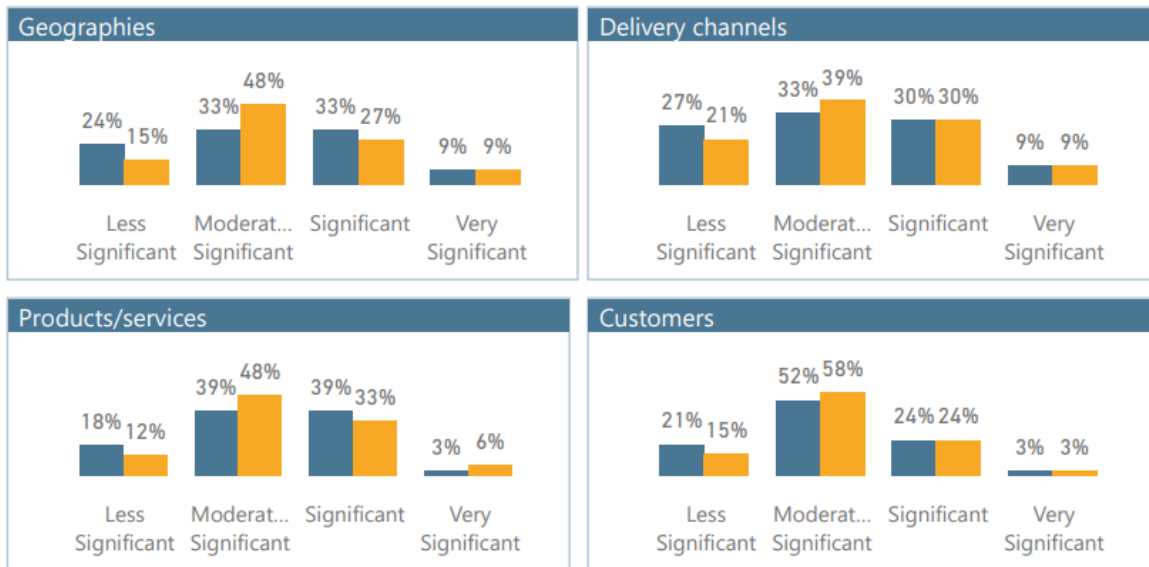 Geographies
24% 15% 33% 48% 33% 27% 9% 9%
Less Significant
Moderat... Significant
Significant
Very Significant
Delivery channels
27% 21% 33% 39% 30% 30% 9% 9%
Less Significant
Moderat... Significant
Significant
Very Significant
Products/services
18% 12% 39% 48% 39% 33% 3% 6%
Less Significant
Moderat... Significant
Significant
Very Significant
Customers
21% 15% 52% 58% 24% 24% 3% 3%
Less Significant
Moderat... Significant
Significant
Very Significant